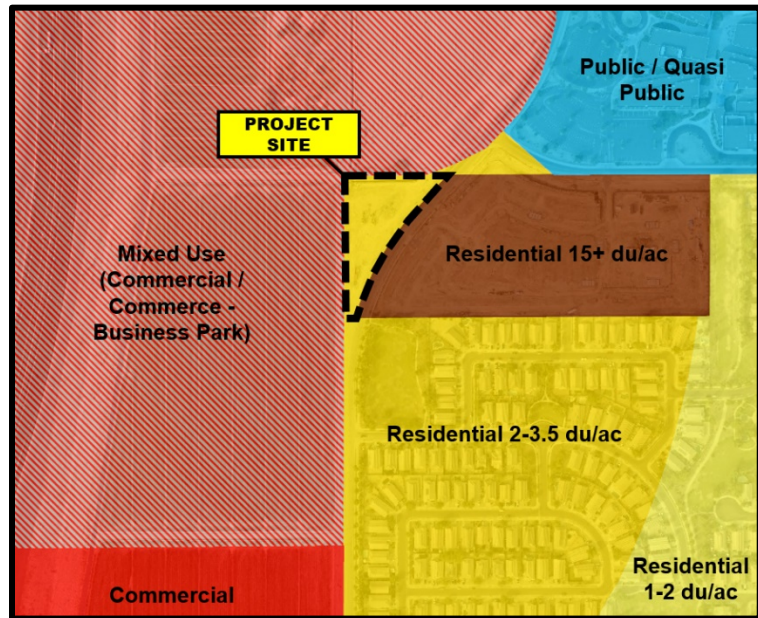 Public / Quasi
Public
PROJECT
SITE
Mixed Use
(Commercial /
Commerce -
Business Park)
Residential 15+ du/ac
Residential 2-3.5 du/ac
Residential
1-2 du/ac
Commercial